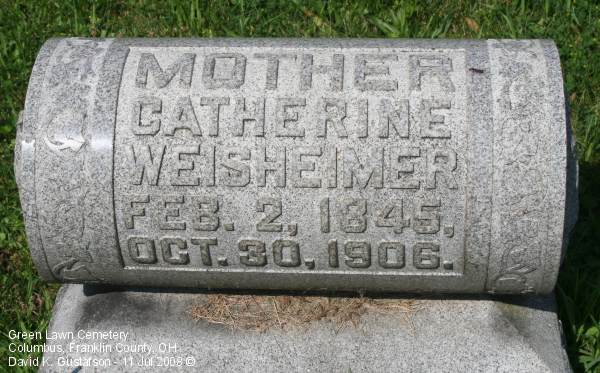 MOTHER
CATHERINE
WEISHEIMER
FEB. 2, 1845,
OCT. 30, 1906.
Green Lawn Cemetery
Columbus, Franklin County, OH
David K. Gustafson - 11 Jul 2008 ©